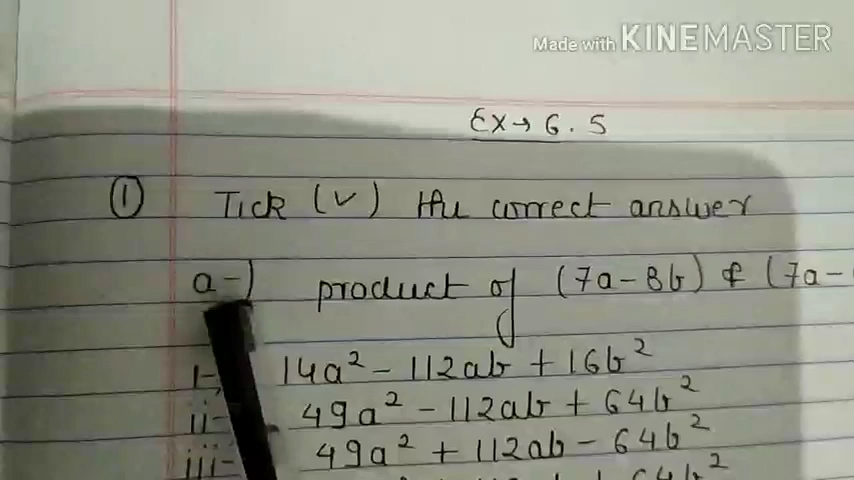 Made with KINEMASTER
Ex→ 6.5
① Tick (✓) the correct answer
a-) product of (7a-8b) & (7a-
i- 14a² - 112ab + 16b²
ii- 49a² - 112ab + 64b²
iii- 49a² + 112ab - 64b²
64b²